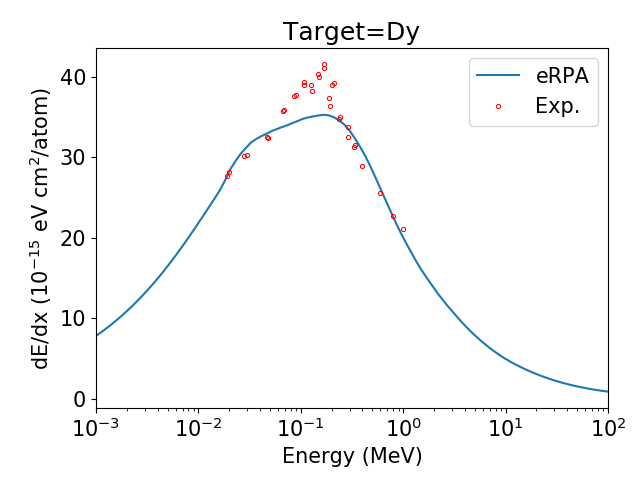 Target=Dy
dE/dx (10⁻¹⁵ eV cm²/atom)
40
30
20
10
0
eRPA
Exp.
10⁻³ 10⁻² 10⁻¹ 10⁰ 10¹ 10²
Energy (MeV)